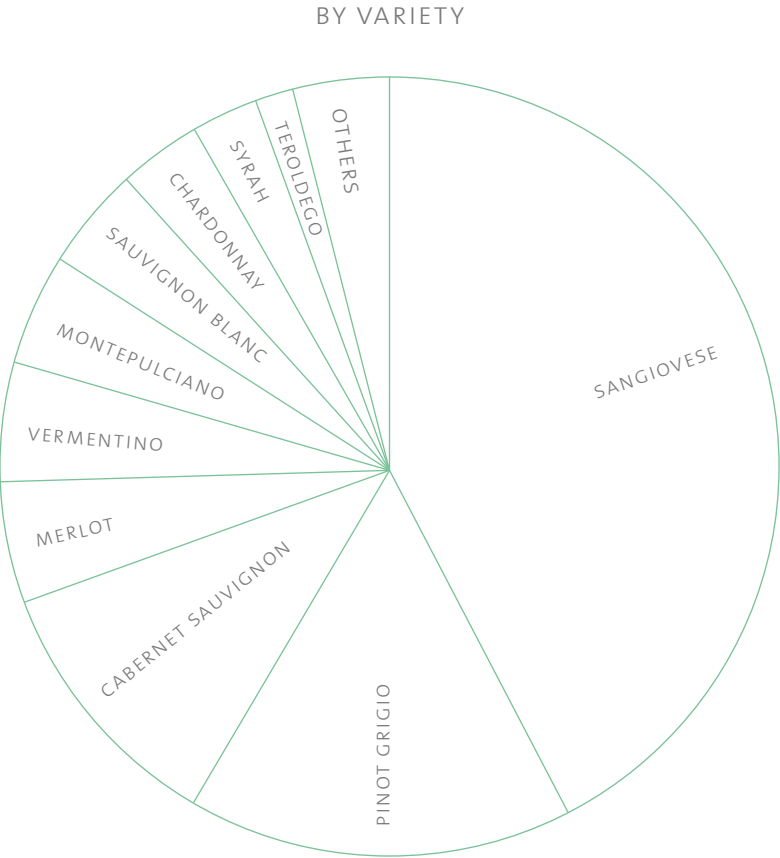 BY VARIETY
SANGIOVESE
PINOT GRIGIO
CABERNET SAUVIGNON
MERLOT
VERMENTINO
MONTEPULCIANO
SAUVIGNON BLANC
CHARDONNAY
SYRAH
TEROLDEGO
OTHERS